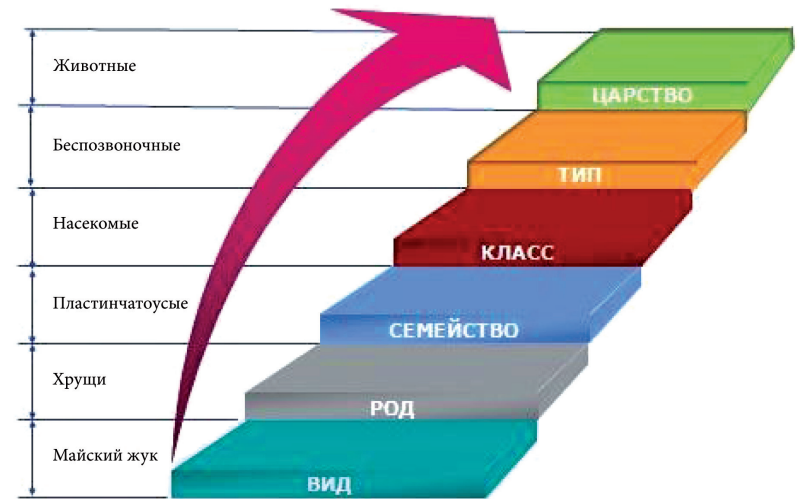 Животные
ЦАРСТВО
Беспозвоночные
ТИП
Насекомые
КЛАСС
Пластинчатоусые
СЕМЕЙСТВО
Хрущи
РОД
Майский жук
ВИД